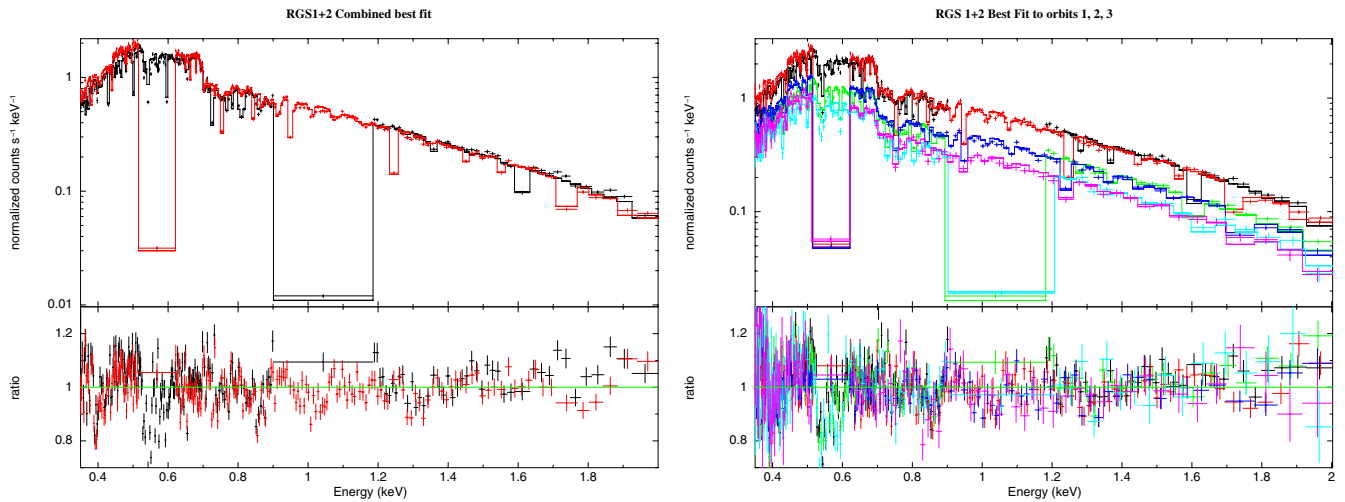 RGS1+2 Combined best fit
normalized counts s⁻¹ keV⁻¹
1
0.1
0.01
ratio
1.2
1
0.8
0.4 0.6 0.8 1 1.2 1.4 1.6 1.8
Energy (keV)
RGS 1+2 Best Fit to orbits 1, 2, 3
normalized counts s⁻¹ keV⁻¹
1
0.1
ratio
1.2
1
0.8
0.4 0.6 0.8 1 1.2 1.4 1.6 1.8 2
Energy (keV)